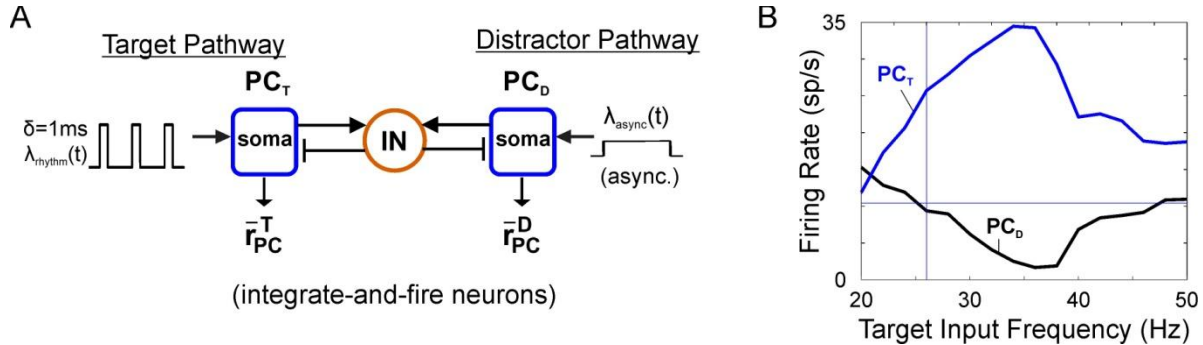 A
Target Pathway
Distractor Pathway
PC_T
PC_D
δ=1ms
λ_rhythm(t)
soma
IN
soma
λ_async(t)
(async.)
r̄_PC^T
r̄_PC^D
(integrate-and-fire neurons)
B
35
Firing Rate (sp/s)
PC_T
PC_D
0
20
30
40
50
Target Input Frequency (Hz)